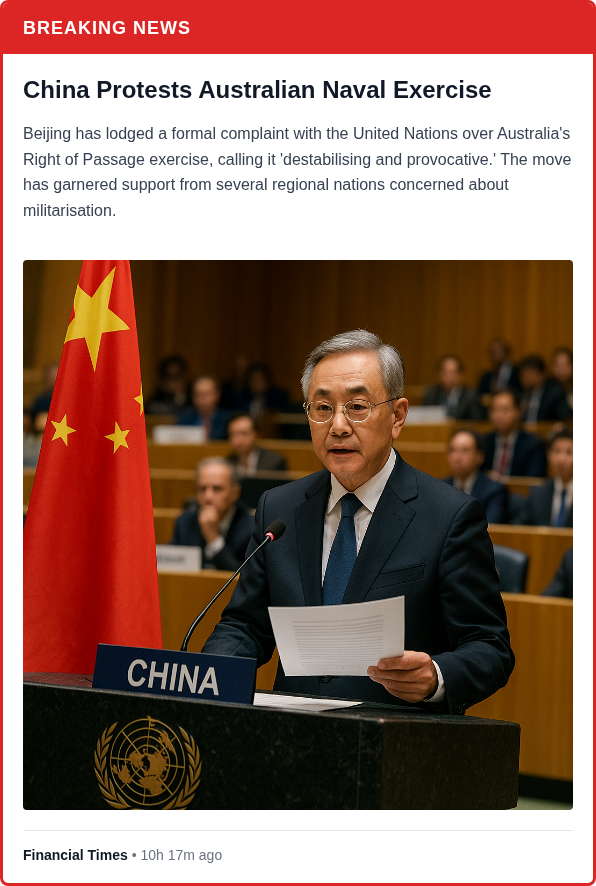 BREAKING NEWS
China Protests Australian Naval Exercise
Beijing has lodged a formal complaint with the United Nations over Australia's
Right of Passage exercise, calling it 'destabilising and provocative.' The move
has garnered support from several regional nations concerned about
militarisation.
CHINA
Financial Times • 10h 17m ago